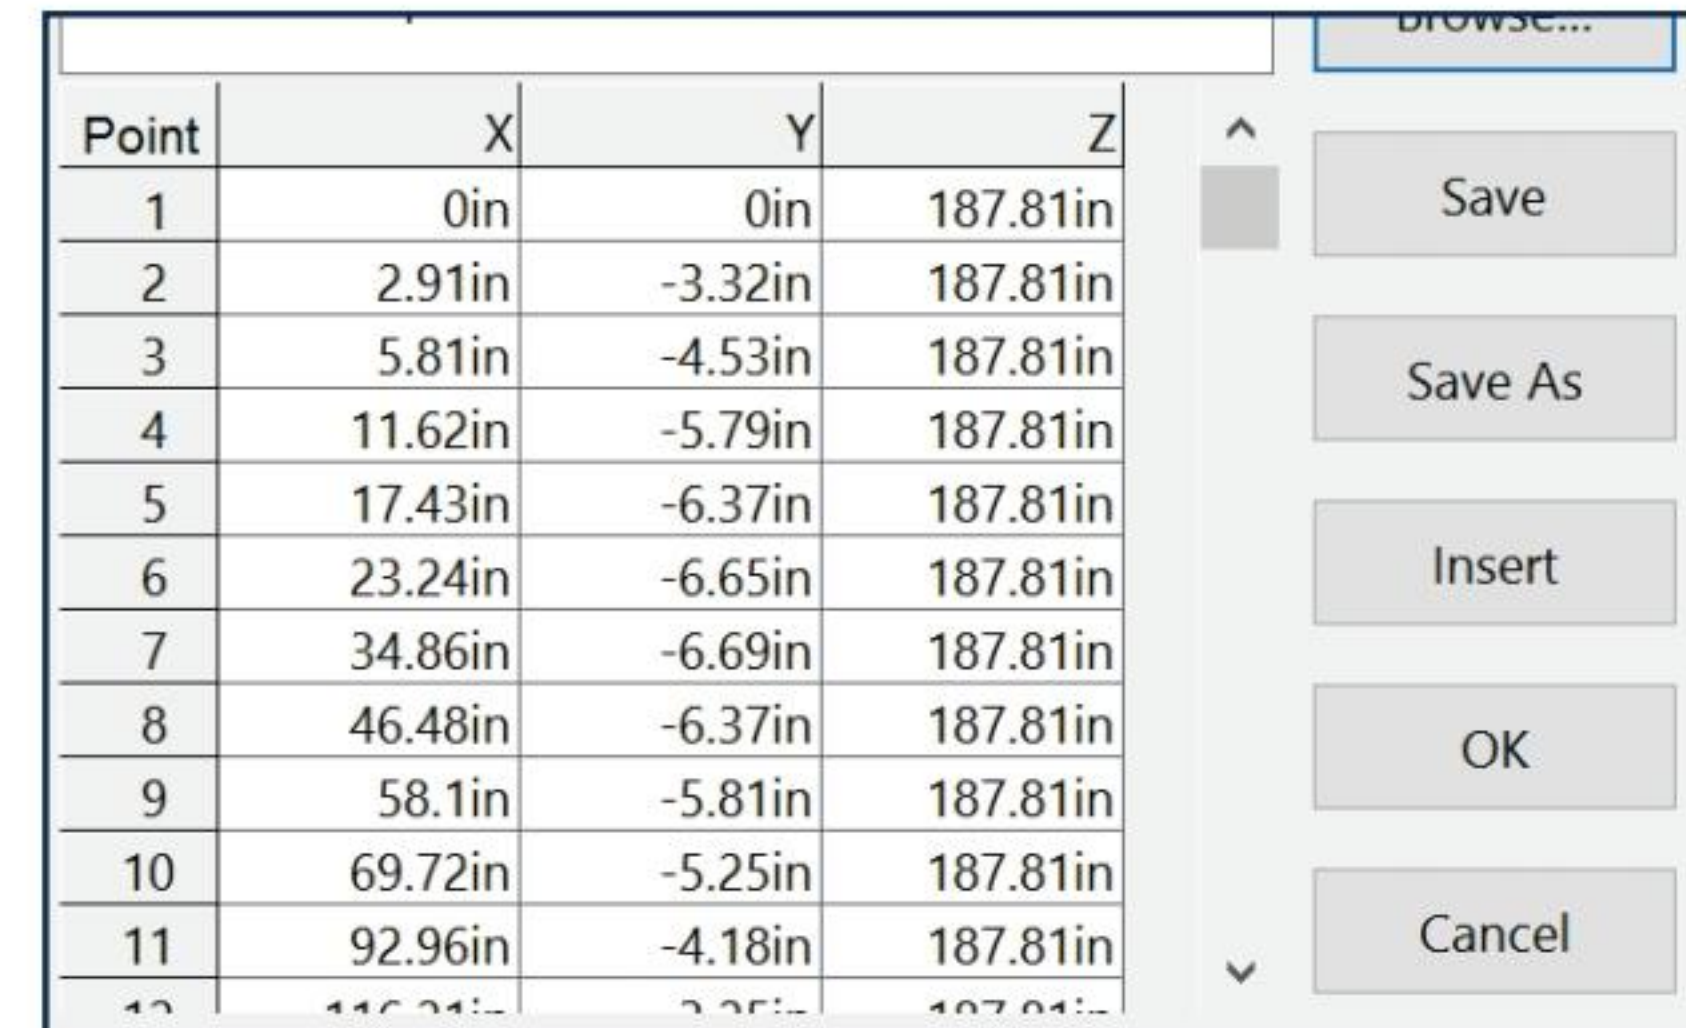 Browse...
Point X Y Z
1 0in 0in 187.81in
2 2.91in -3.32in 187.81in
3 5.81in -4.53in 187.81in
4 11.62in -5.79in 187.81in
5 17.43in -6.37in 187.81in
6 23.24in -6.65in 187.81in
7 34.86in -6.69in 187.81in
8 46.48in -6.37in 187.81in
9 58.1in -5.81in 187.81in
10 69.72in -5.25in 187.81in
11 92.96in -4.18in 187.81in
Save
Save As
Insert
OK
Cancel